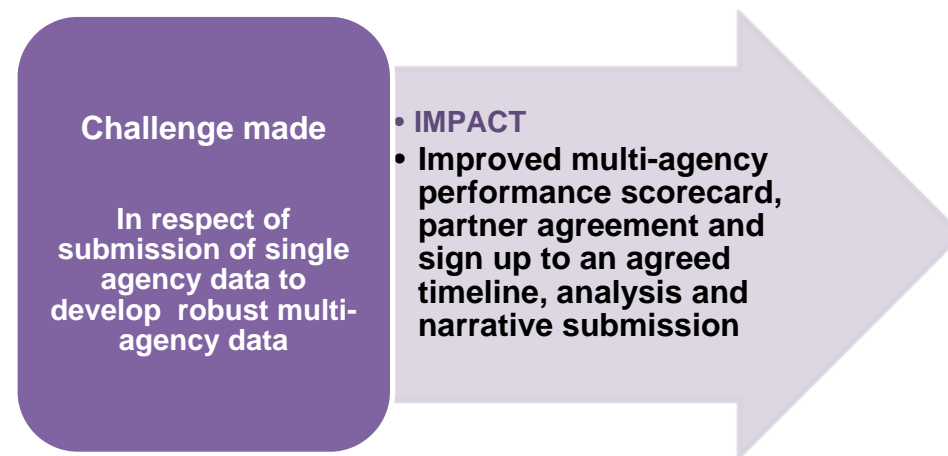 Challenge made
In respect of
submission of single
agency data to
develop robust multi-
agency data
• IMPACT
• Improved multi-agency
performance scorecard,
partner agreement and
sign up to an agreed
timeline, analysis and
narrative submission